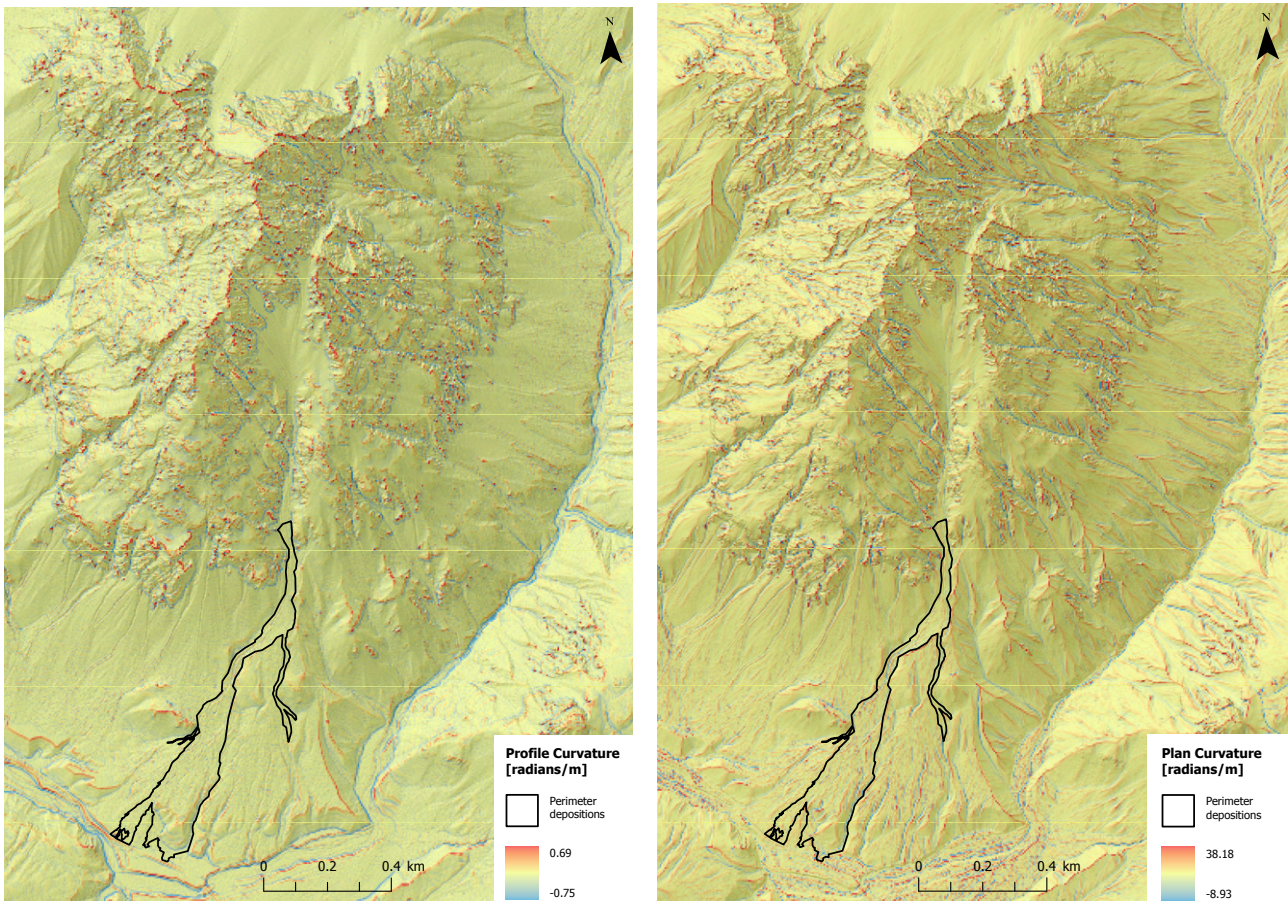 N
Profile Curvature
[radians/m]
Perimeter
depositions
0.69
-0.75
0 0.2 0.4 km
N
Plan Curvature
[radians/m]
Perimeter
depositions
38.18
-8.93
0 0.2 0.4 km